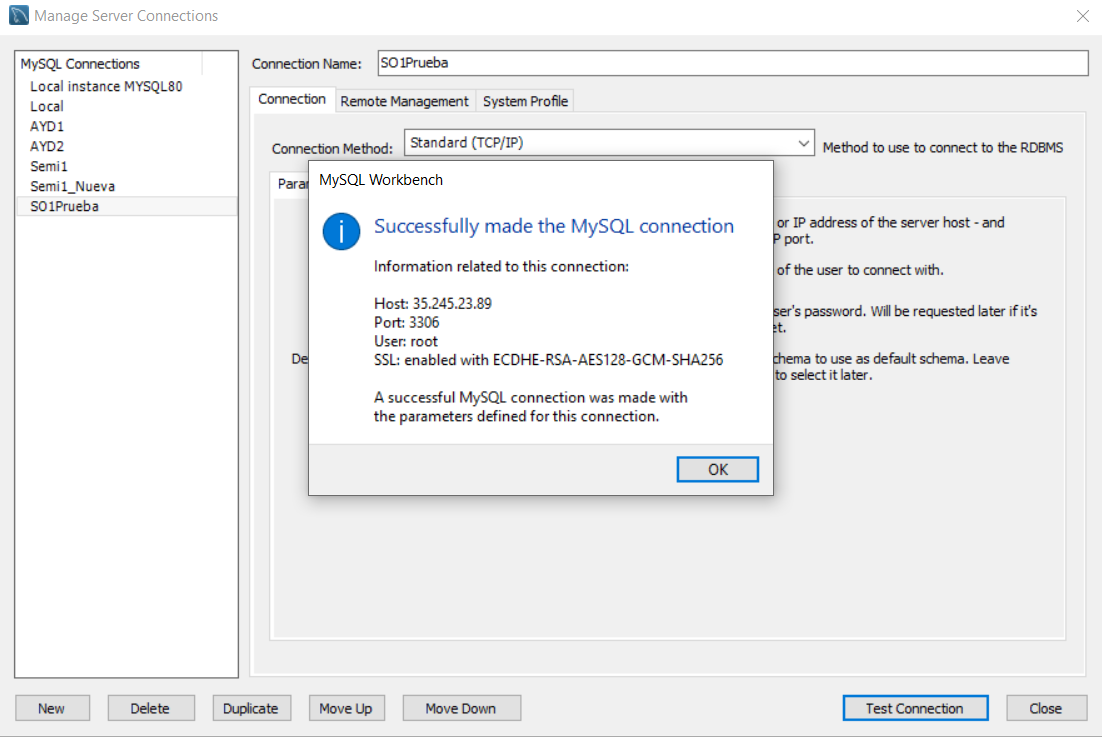 Manage Server Connections
MySQL Connections
Local instance MYSQL80
Local
AYD1
AYD2
Semi1
Semi1_Nueva
SO1Prueba
Connection Name:
SO1Prueba
Connection
Remote Management
System Profile
Connection Method:
Standard (TCP/IP)
Method to use to connect to the RDBMS
MySQL Workbench
Successfully made the MySQL connection
Information related to this connection:
Host: 35.245.23.89
Port: 3306
User: root
SSL: enabled with ECDHE-RSA-AES128-GCM-SHA256
A successful MySQL connection was made with
the parameters defined for this connection.
OK
or IP address of the server host - and
P port.
of the user to connect with.
ser's password. Will be requested later if it's
et.
chema to use as default schema. Leave
to select it later.
Paran
De
New
Delete
Duplicate
Move Up
Move Down
Test Connection
Close